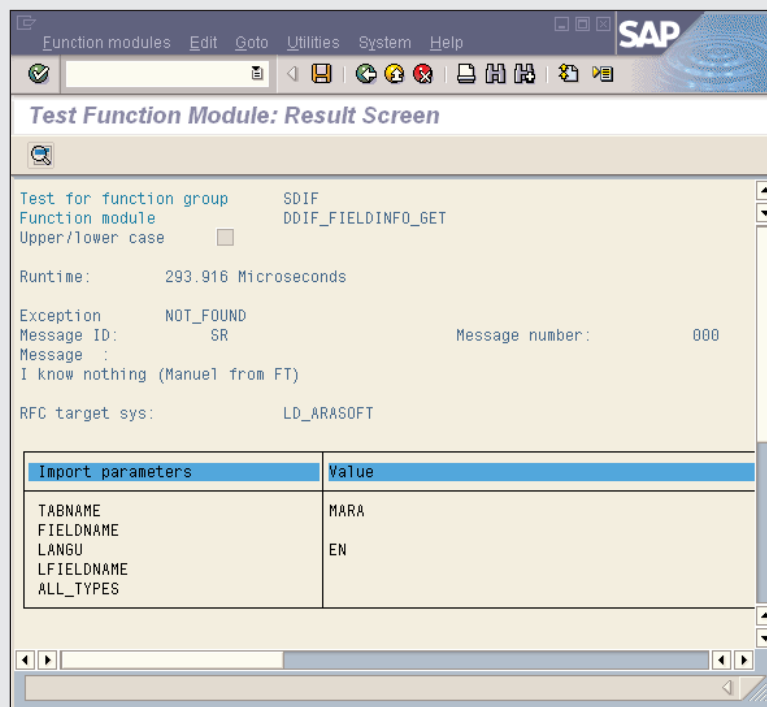 Function modules Edit Goto Utilities System Help
SAP
Test Function Module: Result Screen
Test for function group SDIF
Function module DDIF_FIELDINFO_GET
Upper/lower case
Runtime: 293.916 Microseconds
Exception NOT_FOUND
Message ID: SR Message number: 000
Message :
I know nothing (Manuel from FT)
RFC target sys: LD_ARASOFT
Import parameters Value
TABNAME MARA
FIELDNAME
LANGU EN
LFIELDNAME
ALL_TYPES